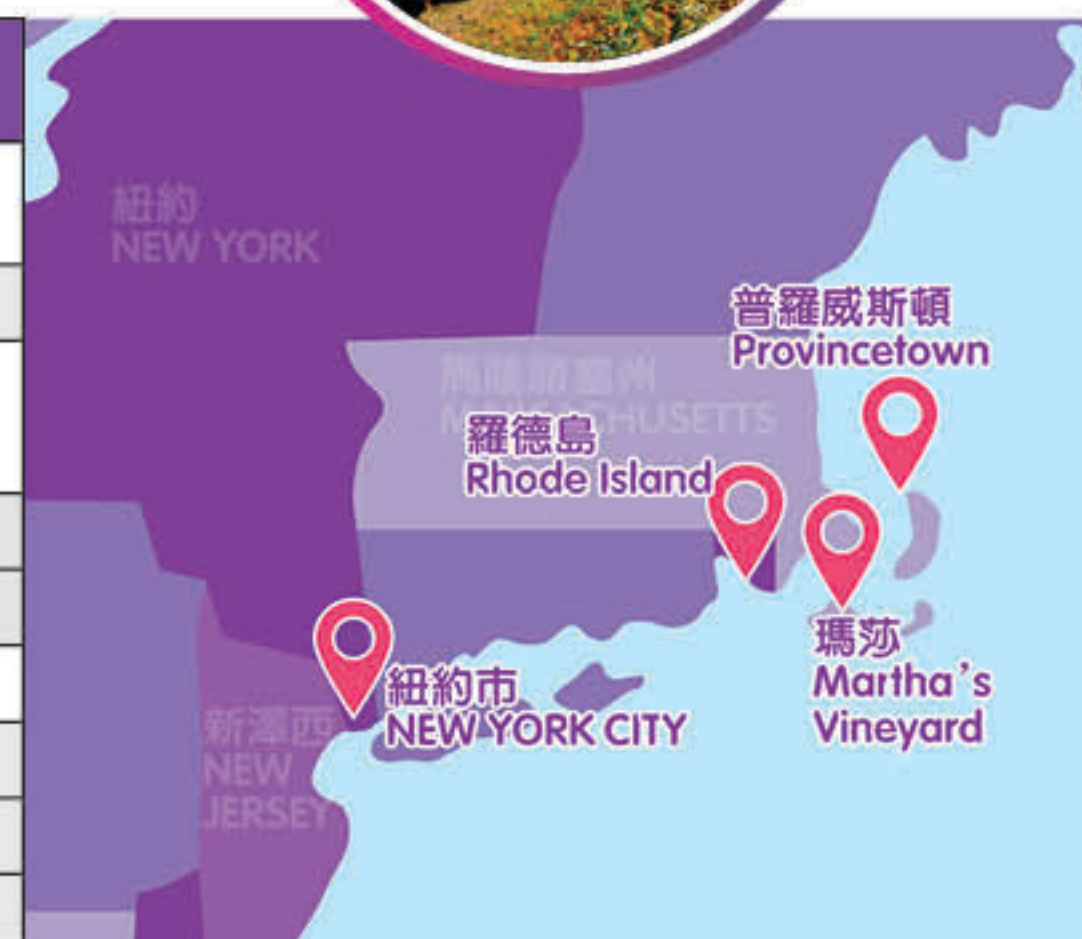 紐約
NEW YORK
普羅威斯頓
Provincetown
羅德島
Rhode Island
瑪莎
Martha's
Vineyard
紐約市
NEW YORK CITY
新澤西
NEW
JERSEY